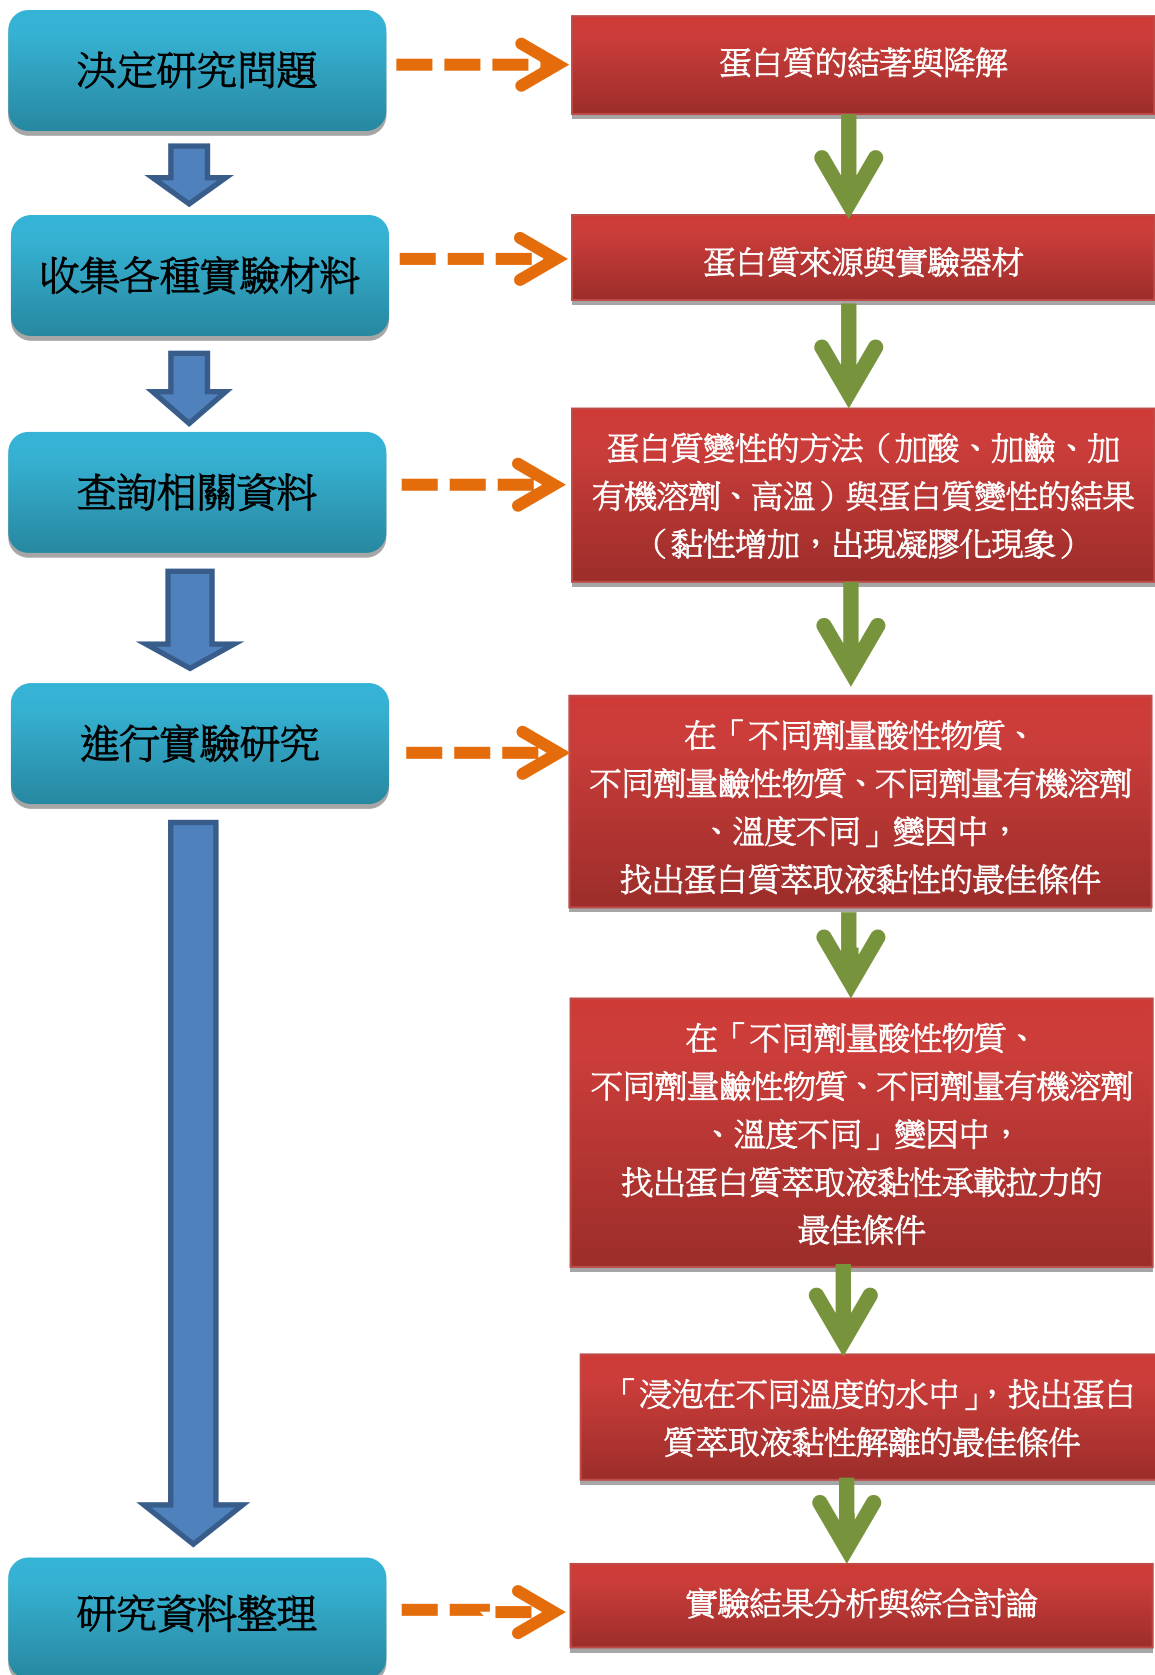 決定研究問題
蛋白質的結著與降解
收集各種實驗材料
蛋白質來源與實驗器材
查詢相關資料
蛋白質變性的方法（加酸、加鹼、加
有機溶劑、高溫）與蛋白質變性的結果
（黏性增加，出現凝膠化現象）
進行實驗研究
在「不同劑量酸性物質、
不同劑量鹼性物質、不同劑量有機溶劑
、溫度不同」變因中，
找出蛋白質萃取液黏性的最佳條件
在「不同劑量酸性物質、
不同劑量鹼性物質、不同劑量有機溶劑
、溫度不同」變因中，
找出蛋白質萃取液黏性承載拉力的
最佳條件
「浸泡在不同溫度的水中」，找出蛋白
質萃取液黏性解離的最佳條件
研究資料整理
實驗結果分析與綜合討論